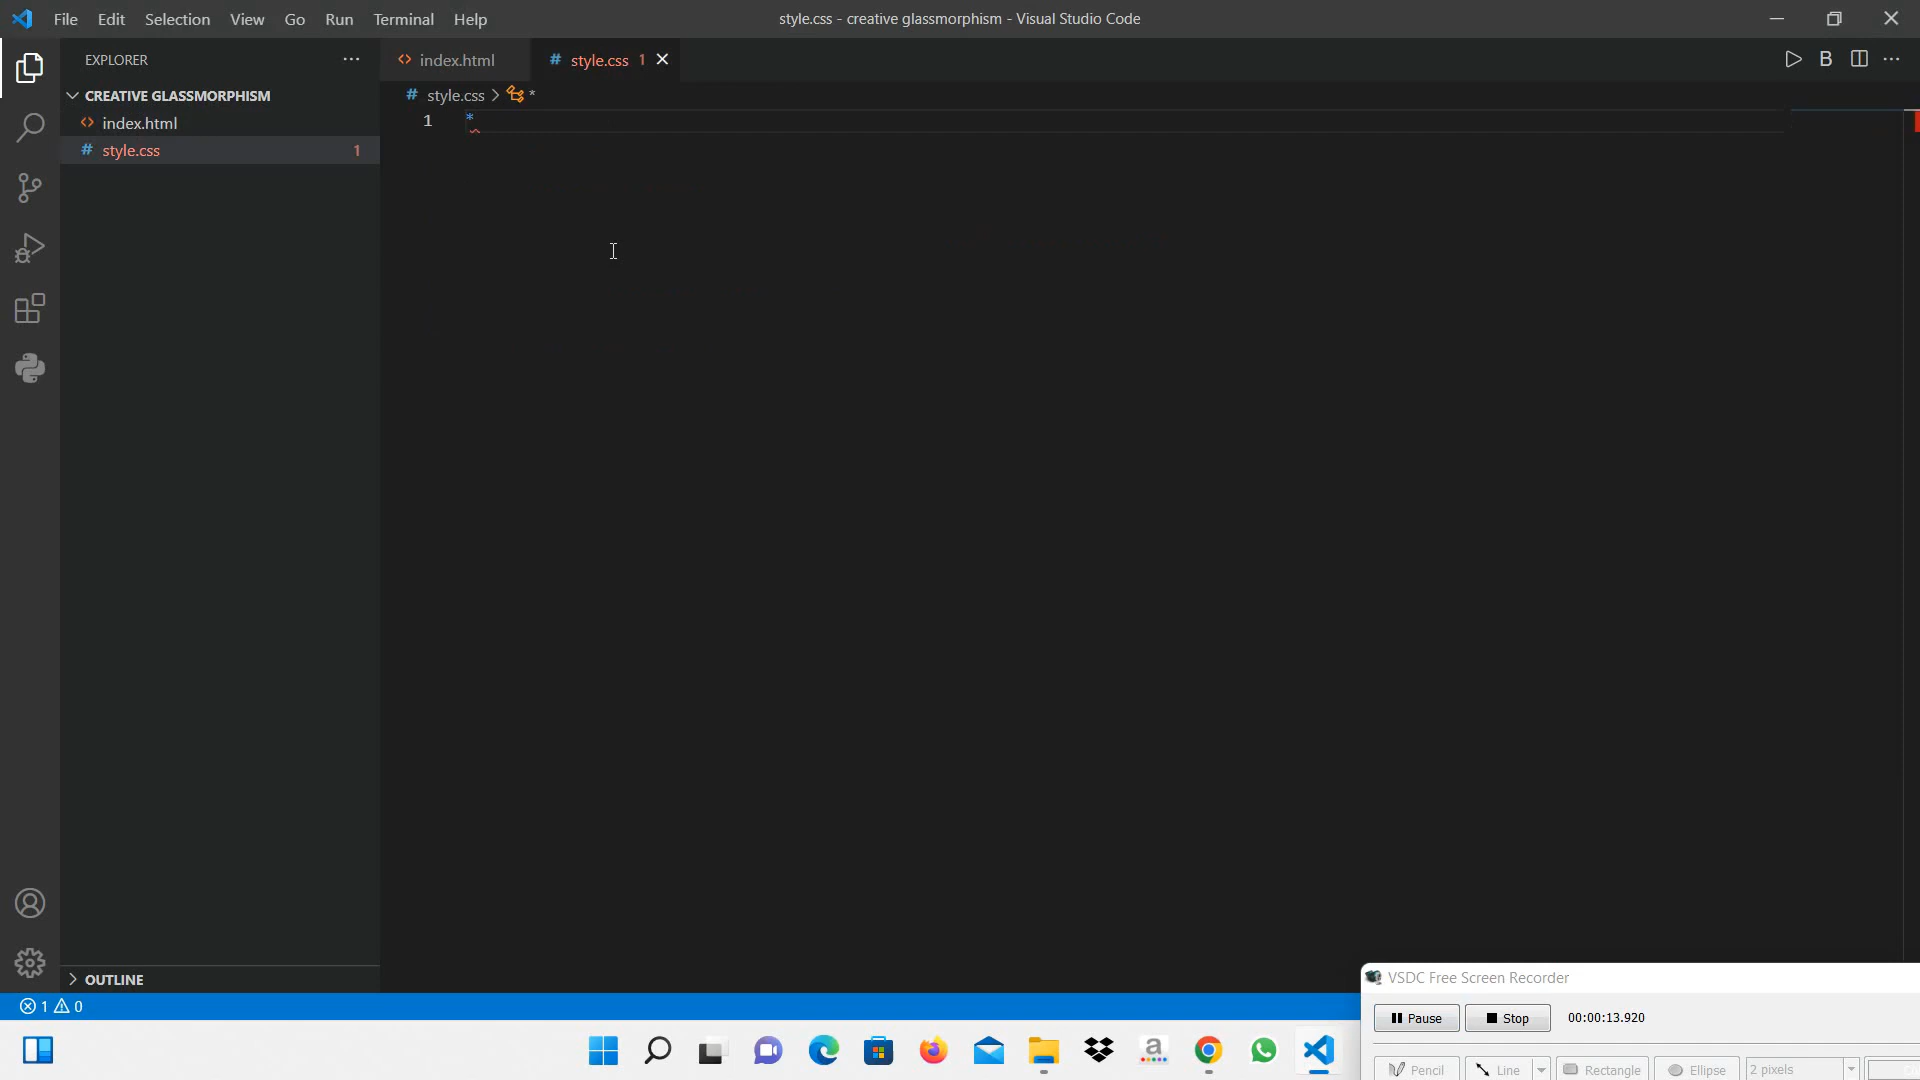 File Edit Selection View Go Run Terminal Help
style.css - creative glassmorphism - Visual Studio Code
EXPLORER
index.html
# style.css 1
B
CREATIVE GLASSMORPHISM
# style.css > *
index.html
1 *
# style.css 1
OUTLINE
1 0
VSDC Free Screen Recorder
Pause Stop 00:00:13.920
Pencil Line Rectangle Ellipse 2 pixels